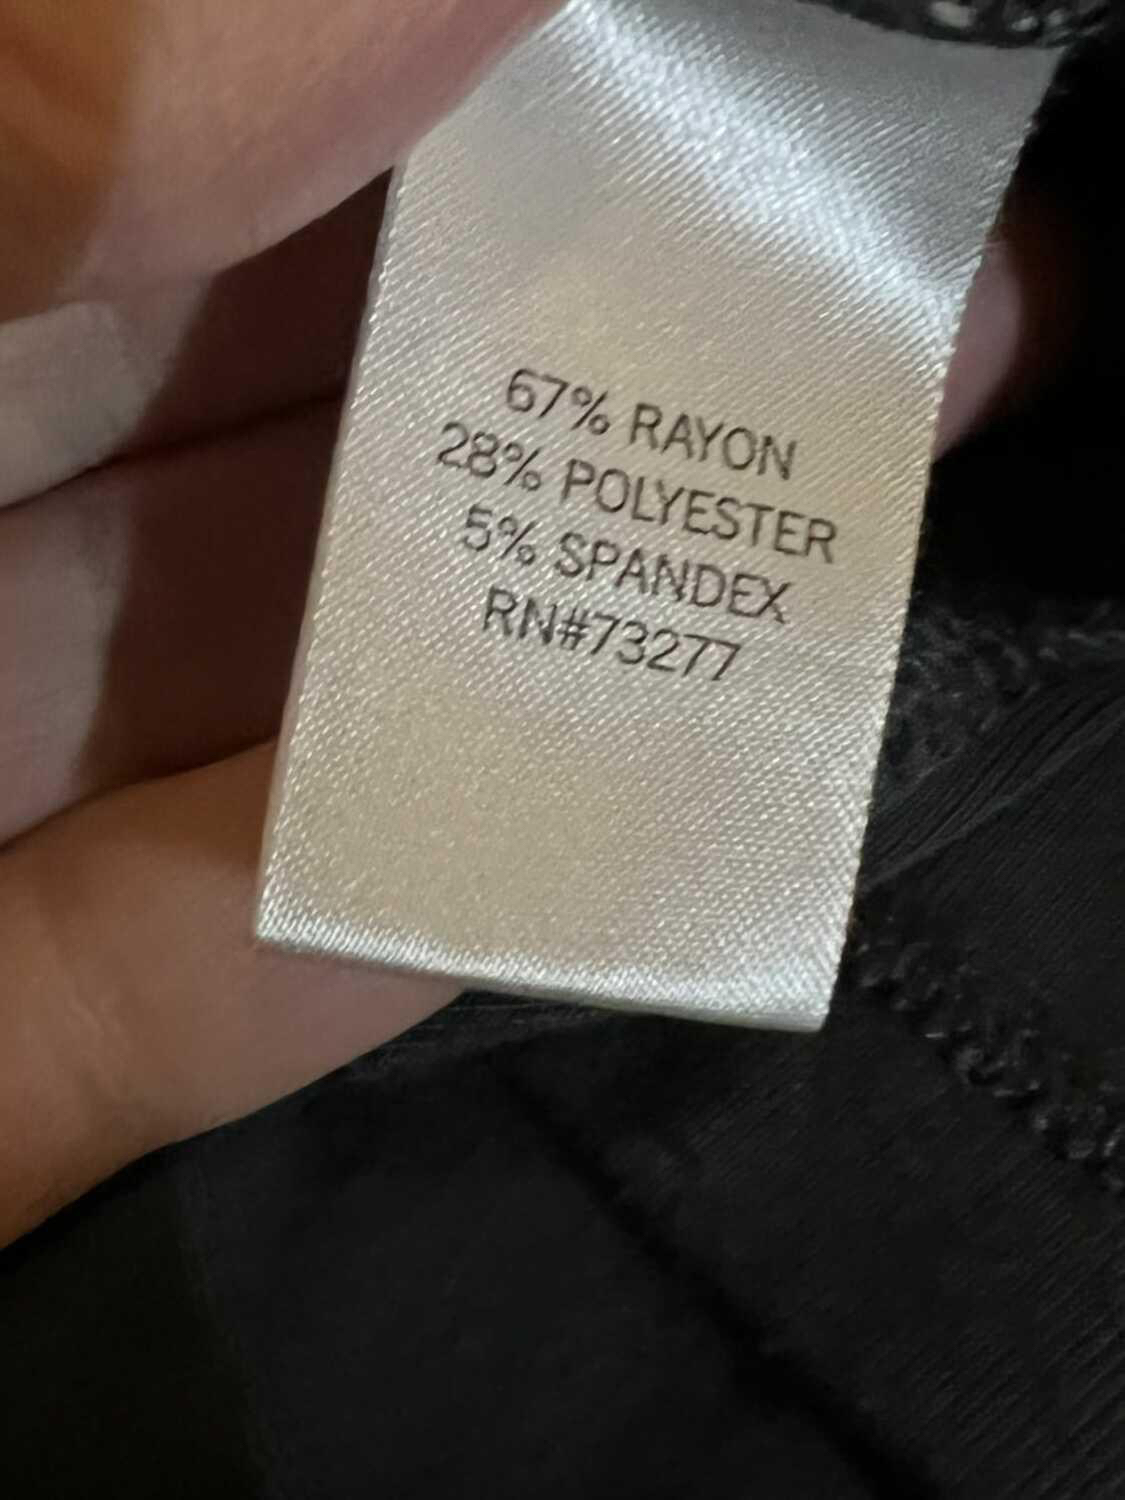 67% RAYON
28% POLYESTER
5% SPANDEX
RN#73277